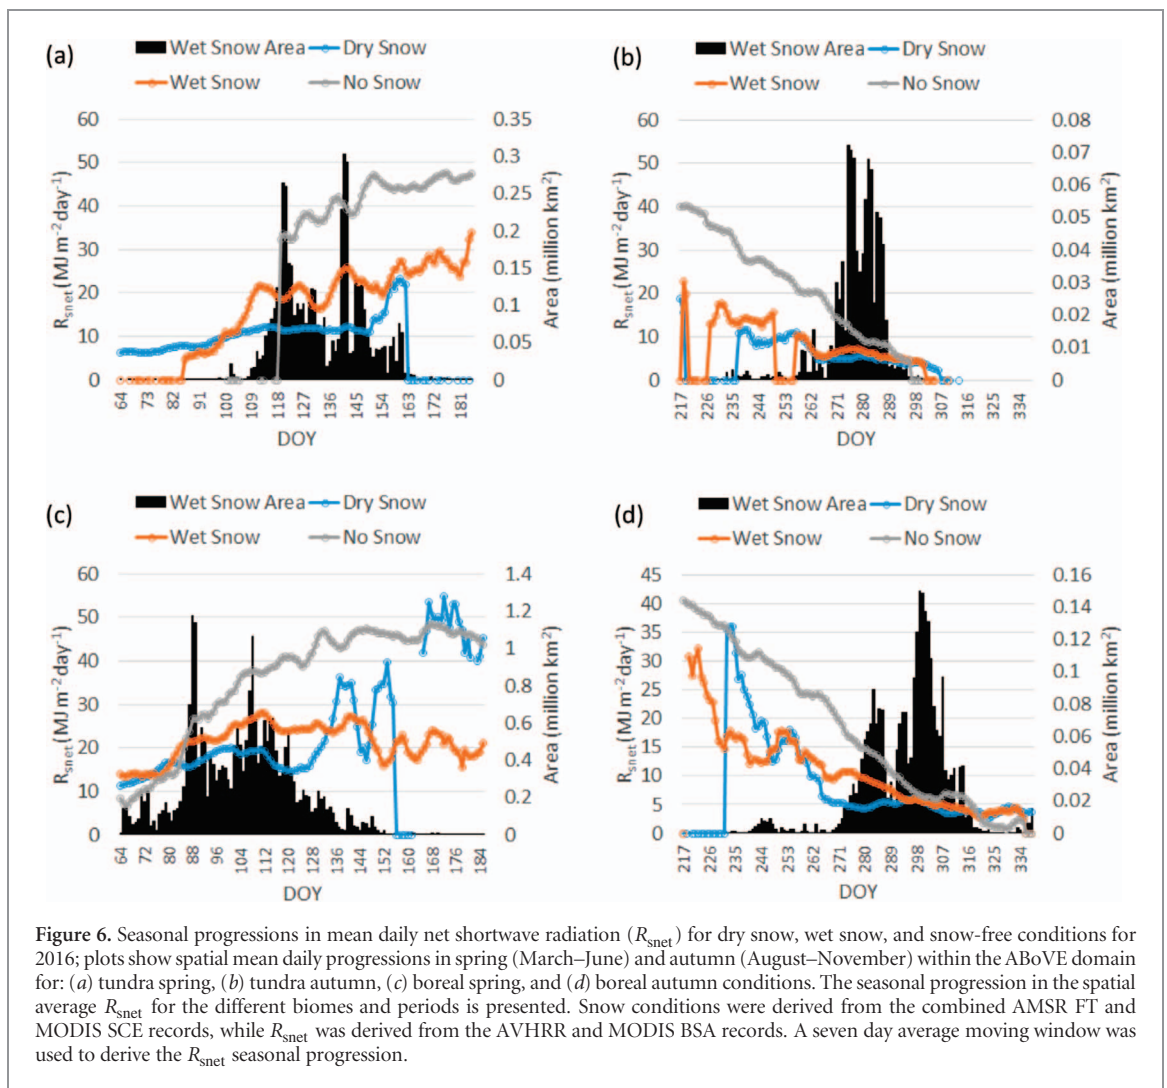 (a)
Wet Snow Area Dry Snow
Wet Snow No Snow
60 0.35
50 0.3
40 0.25
30 0.2
20 0.15
10 0.1
0 0.05
0
Rsnet (MJ m-2 day-1)
Area (million km2)
64 73 82 91 100 109 118 127 136 145 154 163 172 181
DOY
(b)
Wet Snow Area Dry Snow
Wet Snow No Snow
60 0.08
50 0.07
40 0.06
30 0.05
20 0.04
10 0.03
0 0.02
0.01
0
Rsnet (MJ m-2 day-1)
Area (million km2)
217 226 235 244 253 262 271 280 289 298 307 316 325 334
DOY
(c)
Wet Snow Area Dry Snow
Wet Snow No Snow
60 1.4
50 1.2
40 1
30 0.8
20 0.6
10 0.4
0 0.2
0
Rsnet (MJ m-2 day-1)
Area (million km2)
64 72 80 88 96 104 112 120 128 136 144 152 160 168 176 184
DOY
(d)
Wet Snow Area Dry Snow
Wet Snow No Snow
45 0.16
40 0.14
35 0.12
30 0.1
25 0.08
20 0.06
15 0.04
10 0.02
5 0
0
Rsnet (MJ m-2 day-1)
Area (million km2)
217 226 235 244 253 262 271 280 289 298 307 316 325 334
DOY
Figure 6. Seasonal progressions in mean daily net shortwave radiation (Rsnet) for dry snow, wet snow, and snow-free conditions for
2016; plots show spatial mean daily progressions in spring (March–June) and autumn (August–November) within the ABoVE domain
for: (a) tundra spring, (b) tundra autumn, (c) boreal spring, and (d) boreal autumn conditions. The seasonal progression in the spatial
average Rsnet for the different biomes and periods is presented. Snow conditions were derived from the combined AMSR FT and
MODIS SCE records, while Rsnet was derived from the AVHRR and MODIS BSA records. A seven day average moving window was
used to derive the Rsnet seasonal progression.